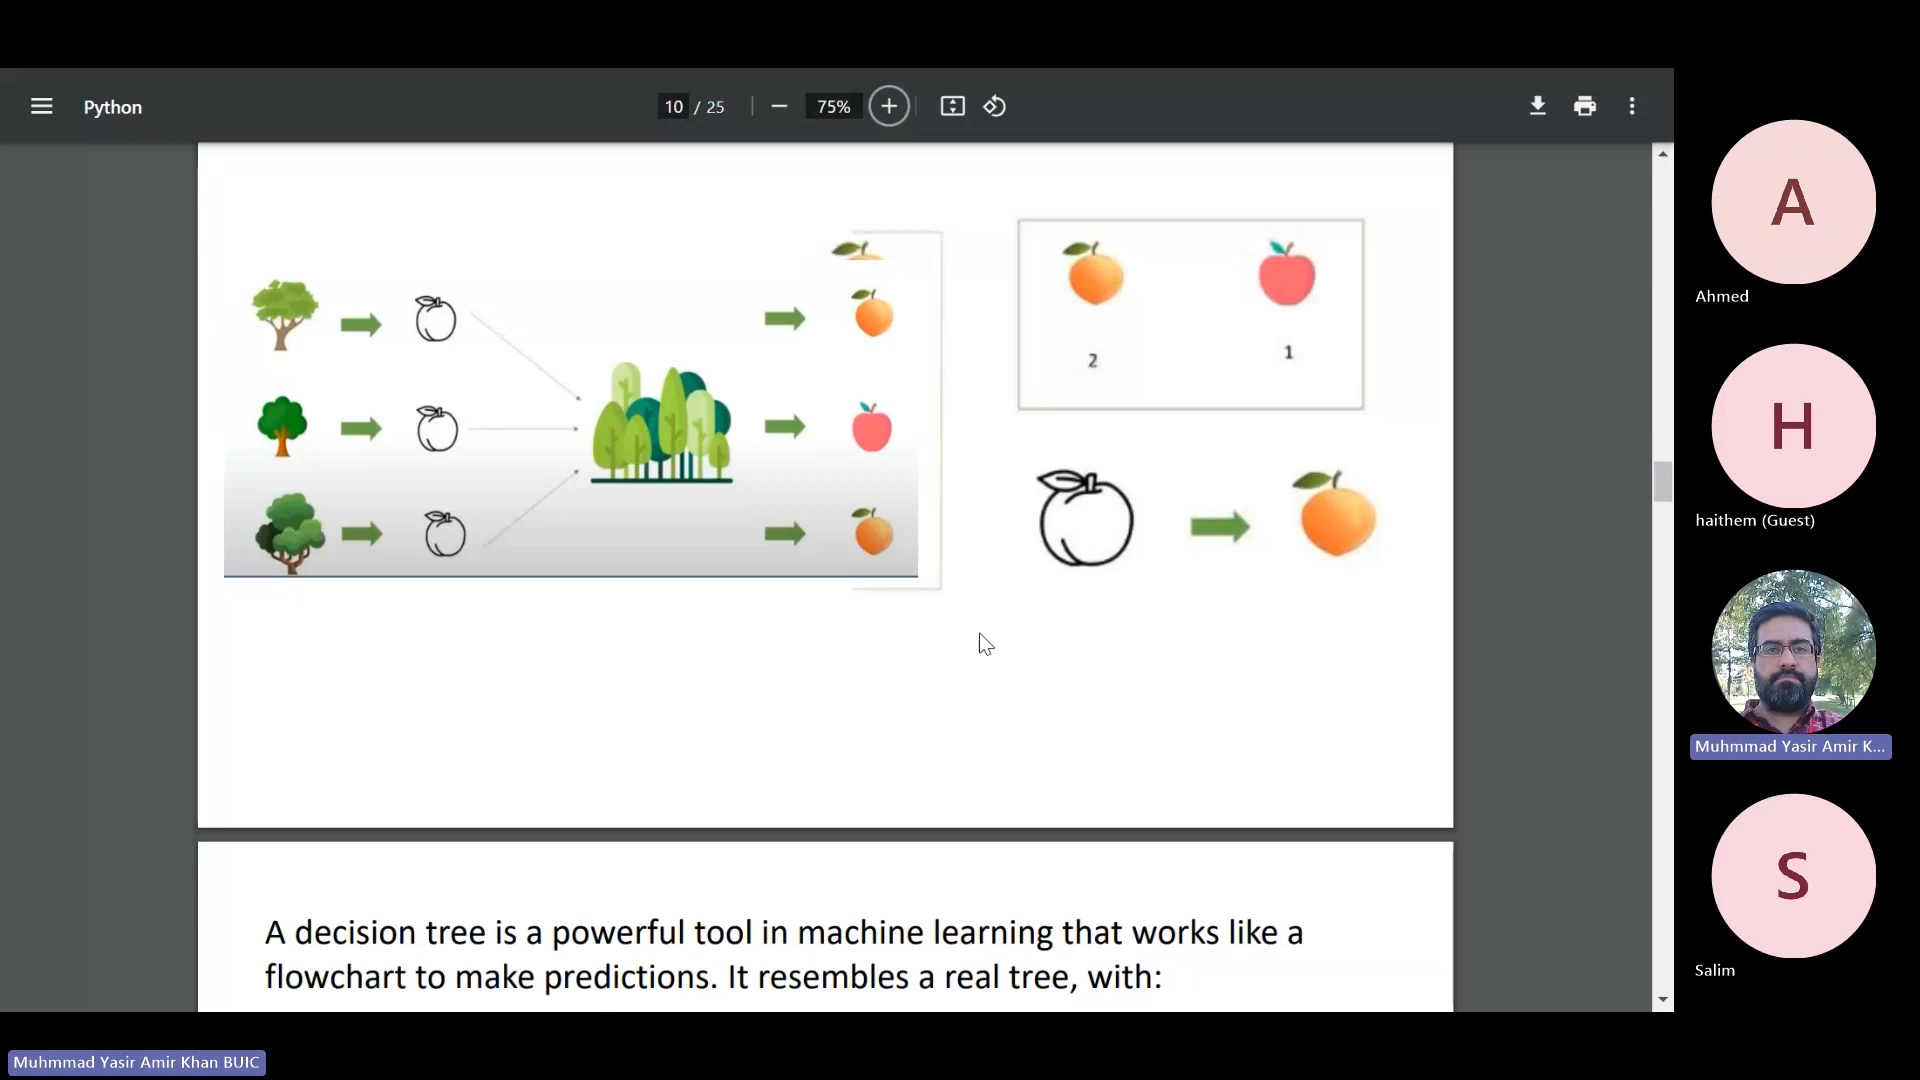 Python
10 / 25
75%
2
1
A decision tree is a powerful tool in machine learning that works like a
flowchart to make predictions. It resembles a real tree, with:
A
Ahmed
H
haithem (Guest)
Muhmmad Yasir Amir K...
S
Salim
Muhmmad Yasir Amir Khan BUIC